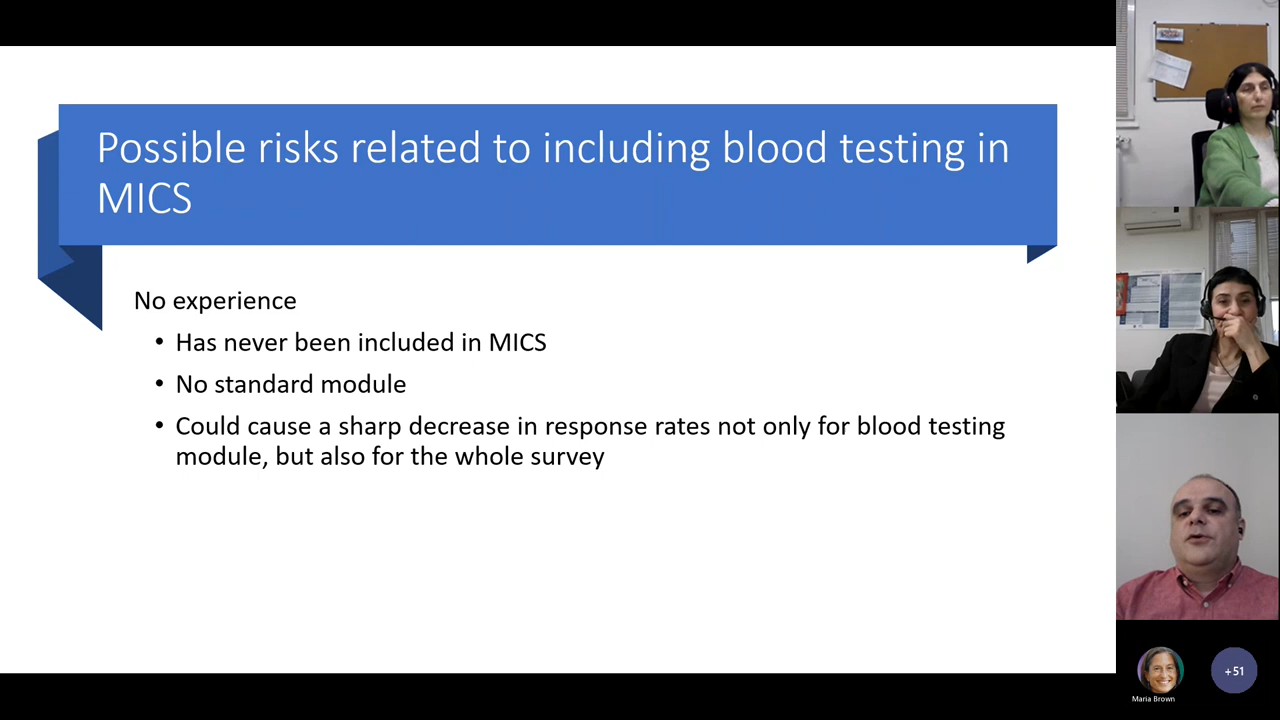 Possible risks related to including blood testing in
MICS
No experience
• Has never been included in MICS
• No standard module
• Could cause a sharp decrease in response rates not only for blood testing
module, but also for the whole survey
Maria Brown
+51